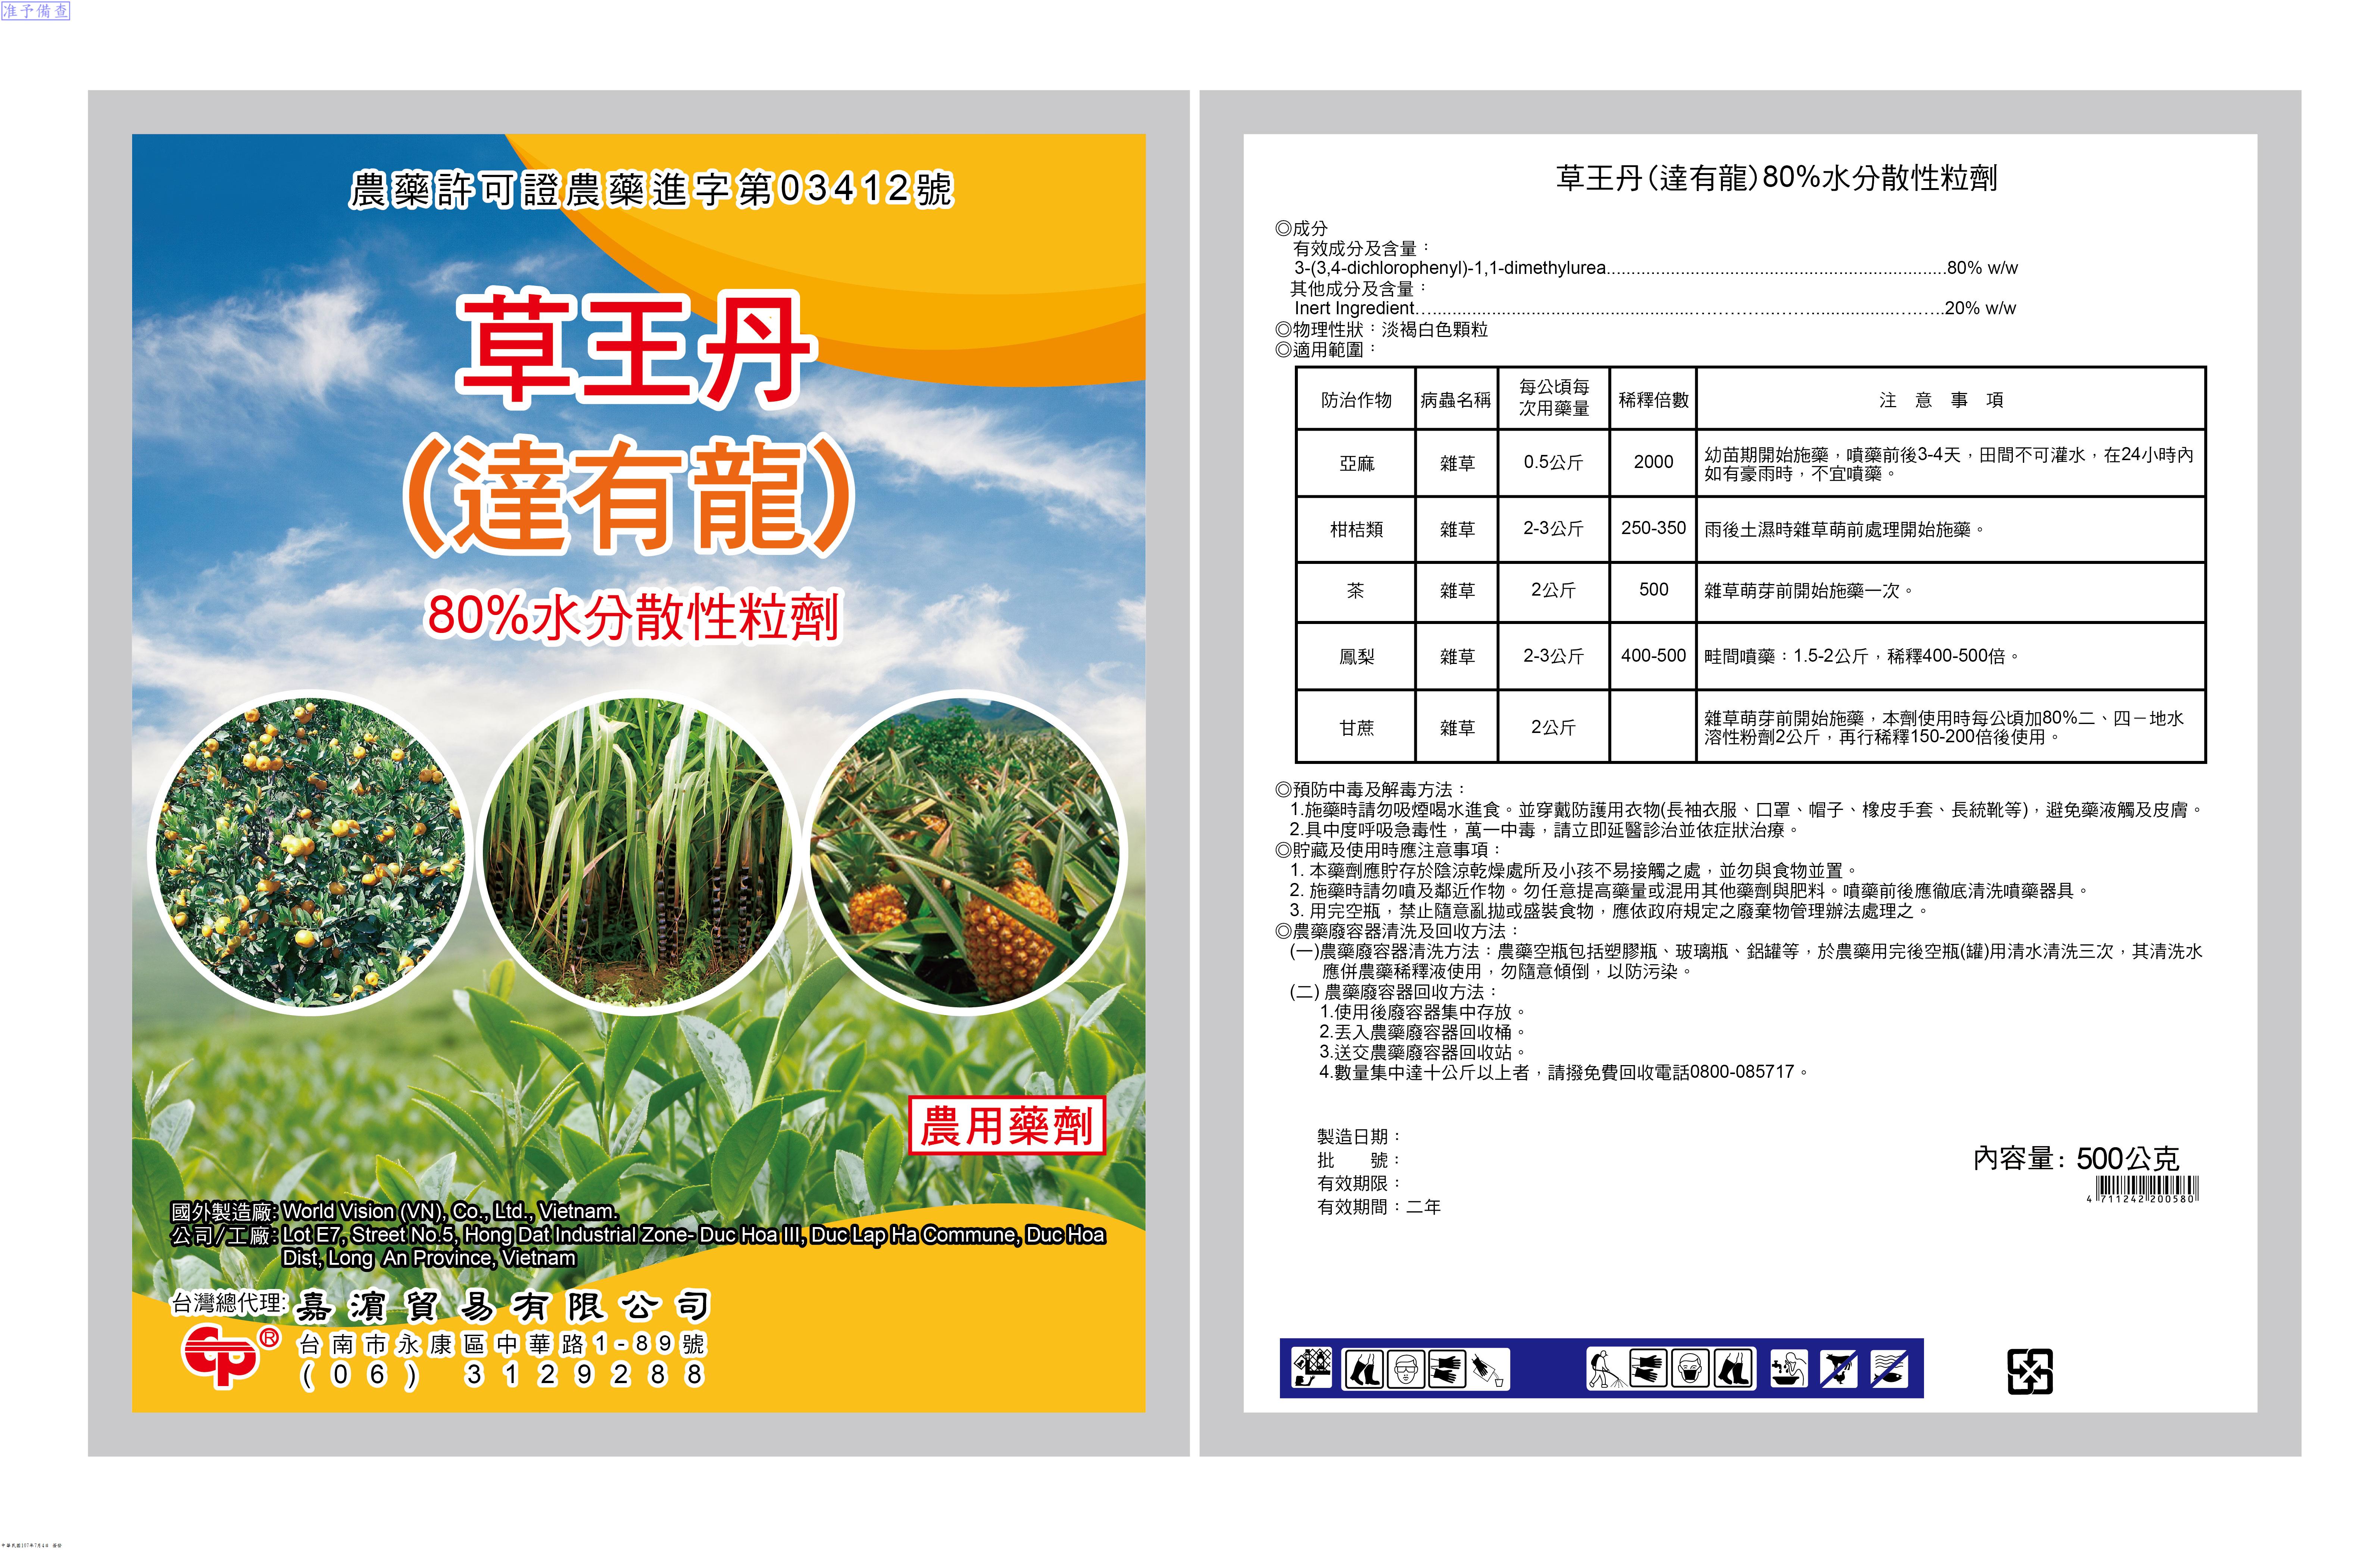 准予備查
農藥許可證農藥進字第03412號
草王丹
(達有龍)
80%水分散性粒劑
農用藥劑
國外製造廠: World Vision (VN), Co., Ltd., Vietnam.
公司/工廠: Lot E7, Street No.5, Hong Dat Industrial Zone- Duc Hoa III, Duc Lap Ha Commune, Duc Hoa
Dist, Long An Province, Vietnam
台灣總代理: 嘉濱貿易有限公司
CP®
台南市永康區中華路1-89號
(06) 3129288
草王丹(達有龍)80%水分散性粒劑
◎成分
有效成分及含量：
3-(3,4-dichlorophenyl)-1,1-dimethylurea.....................................................................80% w/w
其他成分及含量：
Inert Ingredient.....................................................................20% w/w
◎物理性狀：淡褐白色顆粒
◎適用範圍：
防治作物 病蟲名稱 每公頃每次用藥量 稀釋倍數 注 意 事 項
亞麻 雜草 0.5公斤 2000 幼苗期開始施藥，噴藥前後3-4天，田間不可灌水，在24小時內
如有豪雨時，不宜噴藥。
柑桔類 雜草 2-3公斤 250-350 雨後土濕時雜草萌前處理開始施藥。
茶 雜草 2公斤 500 雜草萌芽前開始施藥一次。
鳳梨 雜草 2-3公斤 400-500 畦間噴藥：1.5-2公斤，稀釋400-500倍。
甘蔗 雜草 2公斤 雜草萌芽前開始施藥，本劑使用時每公頃加80%二、四－地水
溶性粉劑2公斤，再行稀釋150-200倍後使用。
◎預防中毒及解毒方法：
1.施藥時請勿吸煙喝水進食。並穿戴防護用衣物(長袖衣服、口罩、帽子、橡皮手套、長統靴等)，避免藥液觸及皮膚。
2.具中度呼吸急毒性，萬一中毒，請立即延醫診治並依症狀治療。
◎貯藏及使用時應注意事項：
1. 本藥劑應貯存於陰涼乾燥處所及小孩不易接觸之處，並勿與食物並置。
2. 施藥時請勿噴及鄰近作物。勿任意提高藥量或混用其他藥劑與肥料。噴藥前後應徹底清洗噴藥器具。
3. 用完空瓶，禁止隨意亂拋或盛裝食物，應依政府規定之廢棄物管理辦法處理之。
◎農藥廢容器清洗及回收方法：
(一)農藥廢容器清洗方法：農藥空瓶包括塑膠瓶、玻璃瓶、鋁罐等，於農藥用完後空瓶(罐)用清水清洗三次，其清洗水
應併農藥稀釋液使用，勿隨意傾倒，以防污染。
(二) 農藥廢容器回收方法：
1.使用後廢容器集中存放。
2.丟入農藥廢容器回收桶。
3.送交農藥廢容器回收站。
4.數量集中達十公斤以上者，請撥免費回收電話0800-085717。
製造日期：
批　　號：
有效期限：
有效期間：二年
內容量：500公克
4 711242 200580